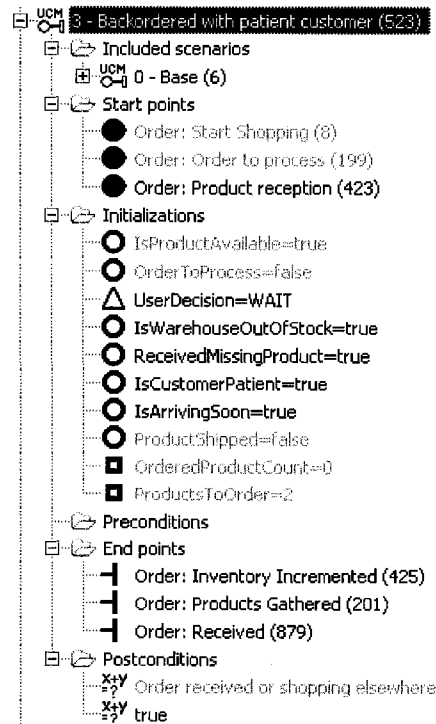 UCM 3 - Backordered with patient customer (523)
Included scenarios
UCM 0 - Base (6)
Start points
Order: Start Shopping (8)
Order: Order to process (199)
Order: Product reception (423)
Initializations
IsProductAvailable=true
OrderToProcess=false
UserDecision=WAIT
IsWarehouseOutOfStock=true
ReceivedMissingProduct=true
IsCustomerPatient=true
IsArrivingSoon=true
ProductShipped=false
OrderedProductCount=0
ProductsToOrder=2
Preconditions
End points
Order: Inventory Incremented (425)
Order: Products Gathered (201)
Order: Received (879)
Postconditions
X+Y =? Order received or shopping elsewhere
X+Y =? true